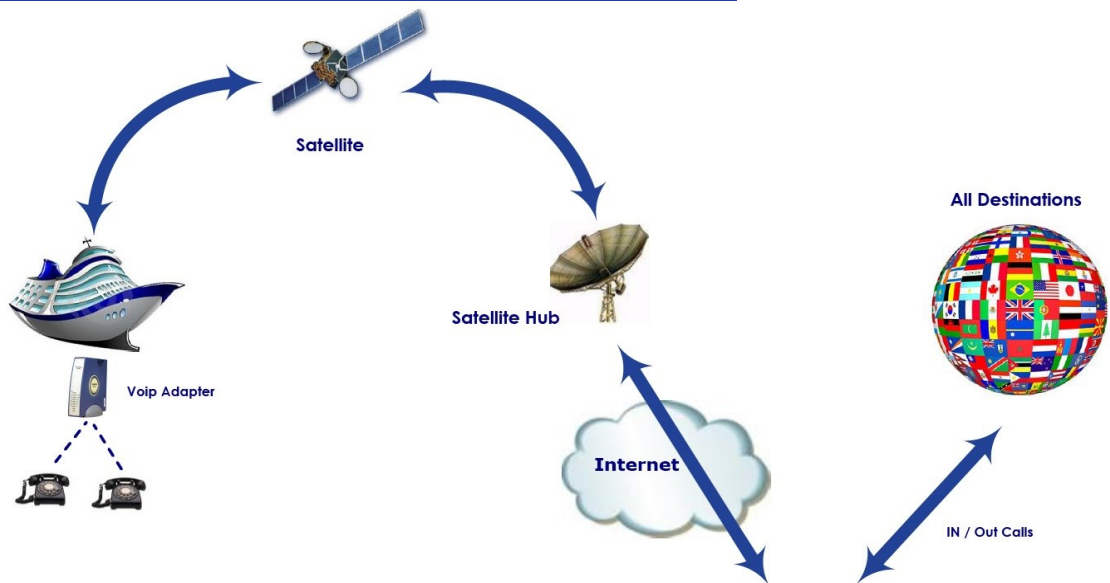 Satellite
All Destinations
Satellite Hub
Voip Adapter
Internet
IN / Out Calls